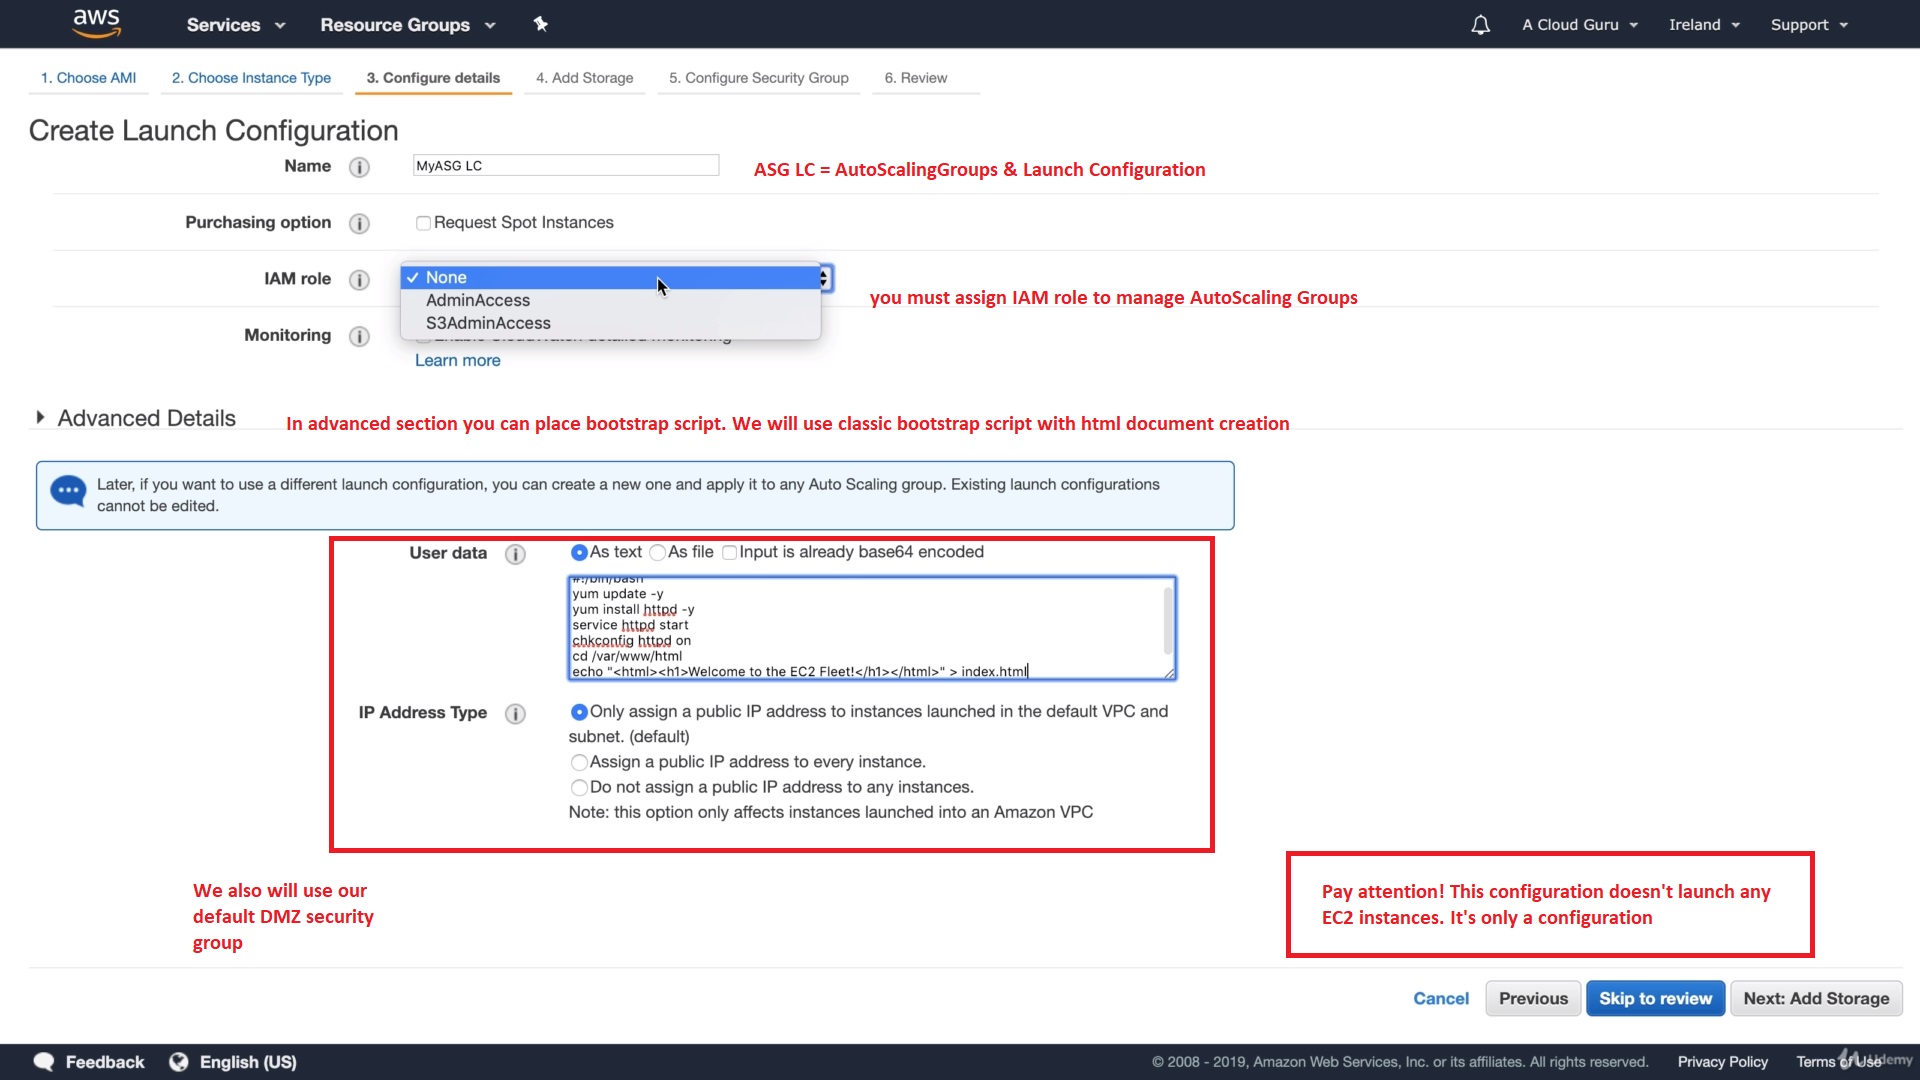 aws
Services
Resource Groups
A Cloud Guru
Ireland
Support
1. Choose AMI
2. Choose Instance Type
3. Configure details
4. Add Storage
5. Configure Security Group
6. Review
Create Launch Configuration
Name
MyASG LC
ASG LC = AutoScalingGroups & Launch Configuration
Purchasing option
Request Spot Instances
IAM role
None
AdminAccess
S3AdminAccess
you must assign IAM role to manage AutoScaling Groups
Monitoring
Enable CloudWatch detailed monitoring
Learn more
Advanced Details
In advanced section you can place bootstrap script. We will use classic bootstrap script with html document creation
Later, if you want to use a different launch configuration, you can create a new one and apply it to any Auto Scaling group. Existing launch configurations
cannot be edited.
User data
As text
As file
Input is already base64 encoded
#!/bin/bash
yum update -y
yum install httpd -y
service httpd start
chkconfig httpd on
cd /var/www/html
echo "<html><h1>Welcome to the EC2 Fleet!</h1></html>" > index.html
IP Address Type
Only assign a public IP address to instances launched in the default VPC and
subnet. (default)
Assign a public IP address to every instance.
Do not assign a public IP address to any instances.
Note: this option only affects instances launched into an Amazon VPC
We also will use our
default DMZ security
group
Pay attention! This configuration doesn't launch any
EC2 instances. It's only a configuration
Cancel
Previous
Skip to review
Next: Add Storage
Feedback
English (US)
© 2008 - 2019, Amazon Web Services, Inc. or its affiliates. All rights reserved.
Privacy Policy
Terms of Use
Udemy